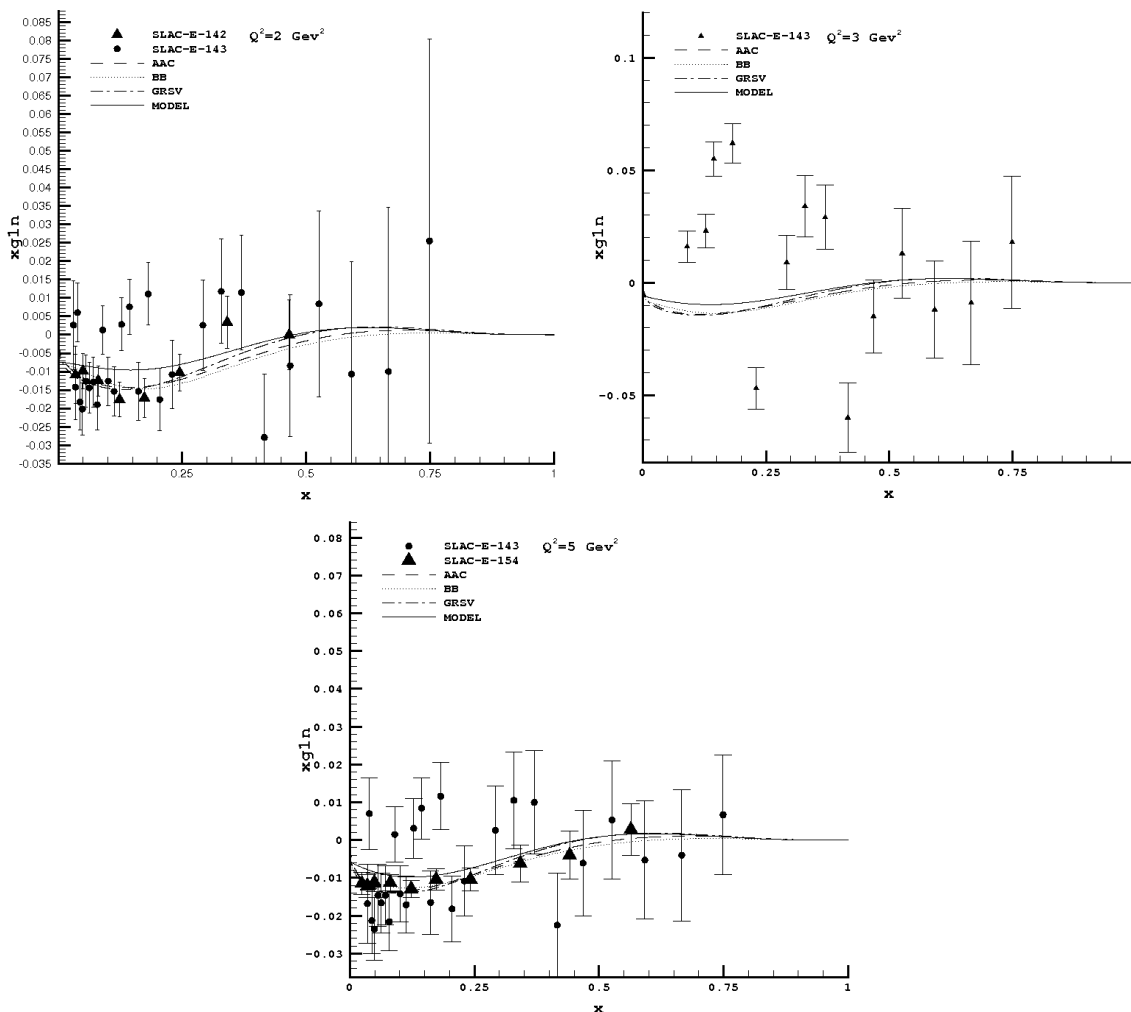 SLAC-E-142 Q²=2 Gev²
SLAC-E-143
AAC
BB
GRSV
MODEL
0.085
0.08
0.075
0.07
0.065
0.06
0.055
0.05
0.045
0.04
0.035
0.03
0.025
0.02
0.015
0.01
0.005
0
-0.005
-0.01
-0.015
-0.02
-0.025
-0.03
-0.035
xg1n
0.25 0.5 0.75 1
x
SLAC-E-143 Q²=3 Gev²
AAC
BB
GRSV
MODEL
0.1
0.05
0
-0.05
xg1n
0 0.25 0.5 0.75
x
SLAC-E-143 Q²=5 Gev²
SLAC-E-154
AAC
BB
GRSV
MODEL
0.08
0.07
0.06
0.05
0.04
0.03
0.02
0.01
0
-0.01
-0.02
-0.03
xg1n
0 0.25 0.5 0.75 1
x